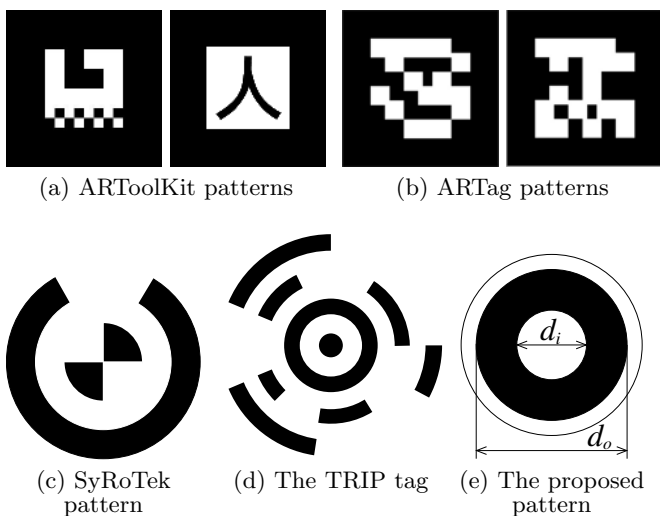 人
(a) ARToolKit patterns
(b) ARTag patterns
d_i
d_o
(c) SyRoTek
pattern
(d) The TRIP tag
(e) The proposed
pattern